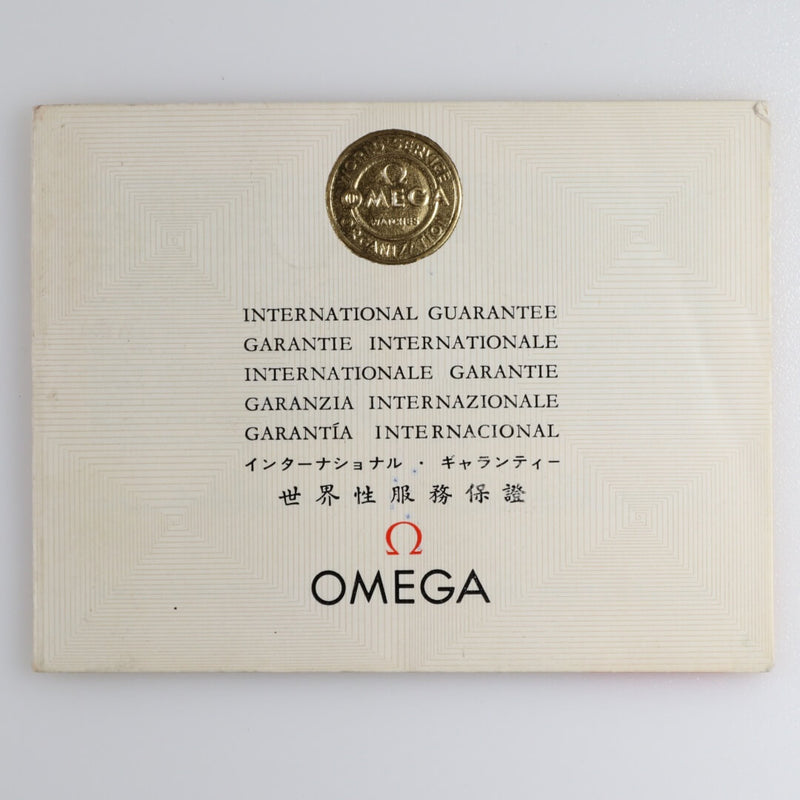 WORLD SERVICE
Ω
OMEGA
WATCHES
ORGANIZATION
INTERNATIONAL GUARANTEE
GARANTIE INTERNATIONALE
INTERNATIONALE GARANTIE
GARANZIA INTERNAZIONALE
GARANTÍA INTERNACIONAL
インターナショナル・ギャランティー
世界性服務保證
Ω
OMEGA